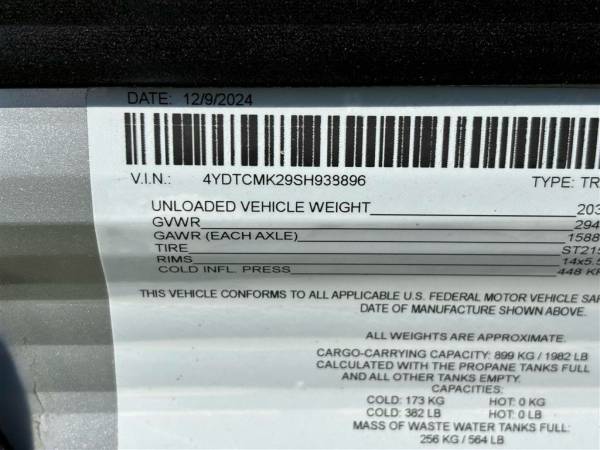 DATE: 12/9/2024
V.I.N.: 4YDTCMK29SH938896 TYPE: TR
UNLOADED VEHICLE WEIGHT 203
GVWR 294
GAWR (EACH AXLE) 1588
TIRE ST215
RIMS 14x5.5
COLD INFL. PRESS 448 KP
THIS VEHICLE CONFORMS TO ALL APPLICABLE U.S. FEDERAL MOTOR VEHICLE SAF
DATE OF MANUFACTURE SHOWN ABOVE.
ALL WEIGHTS ARE APPROXIMATE.
CARGO-CARRYING CAPACITY: 899 KG / 1982 LB
CALCULATED WITH THE PROPANE TANKS FULL
AND ALL OTHER TANKS EMPTY.
CAPACITIES:
COLD: 173 KG HOT: 0 KG
COLD: 382 LB HOT: 0 LB
MASS OF WASTE WATER TANKS FULL:
256 KG / 564 LB